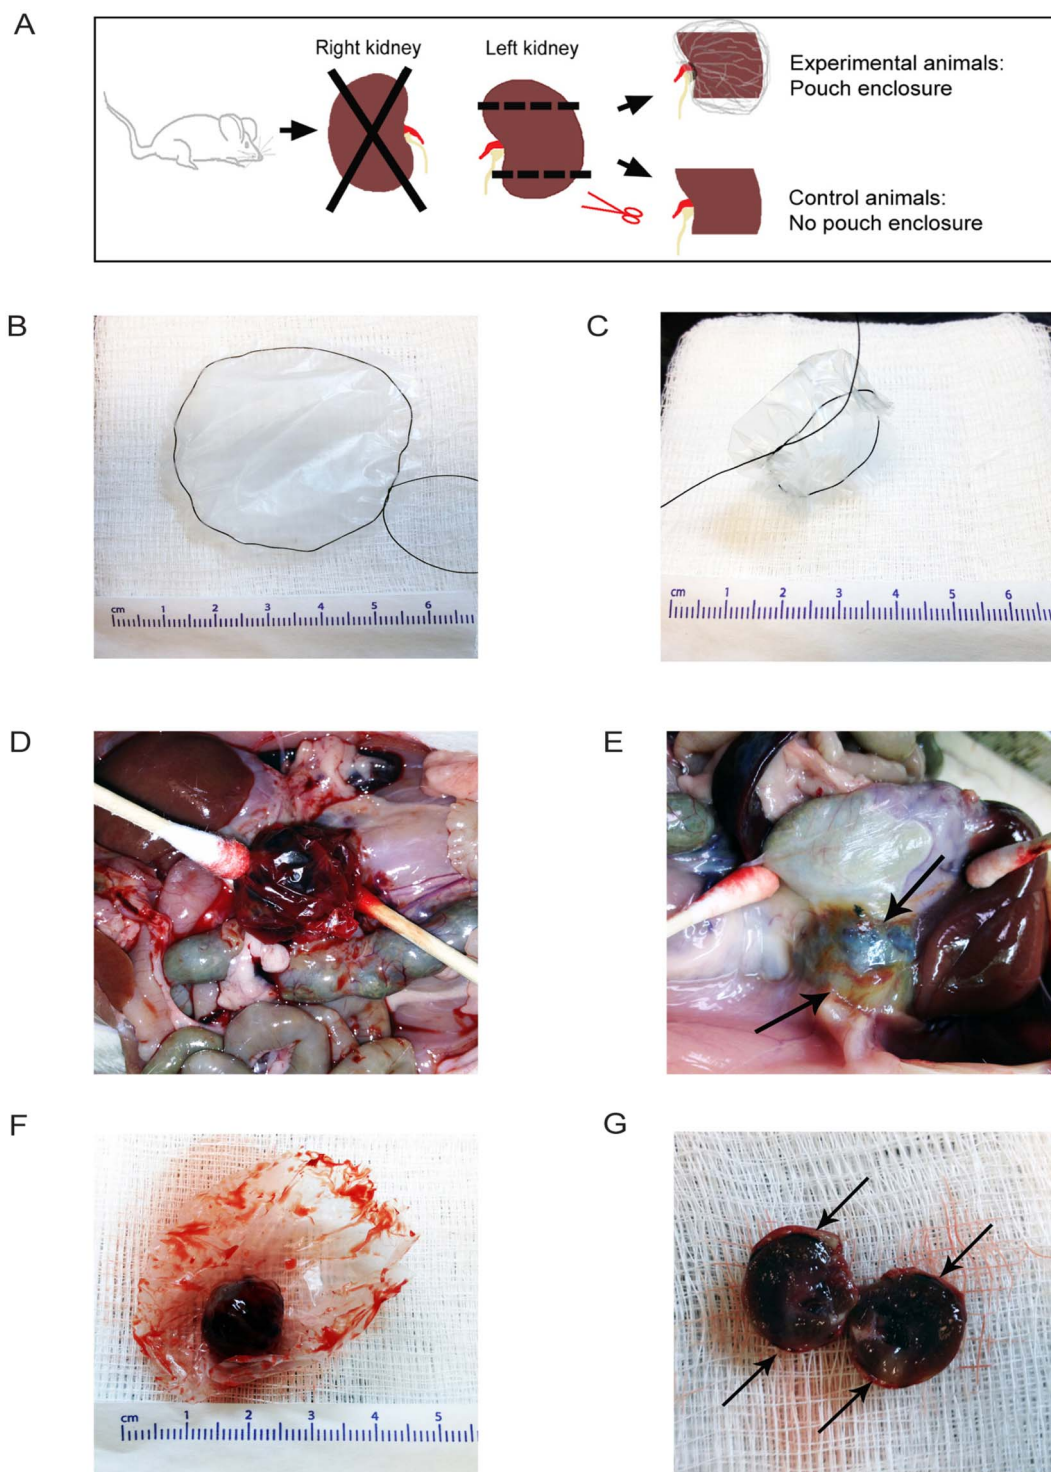 A
Right kidney
Left kidney
Experimental animals:
Pouch enclosure
Control animals:
No pouch enclosure
B
C
cm 1 2 3 4 5 6
cm 1 2 3 4 5 6
D
E
F
G
cm 1 2 3 4 5